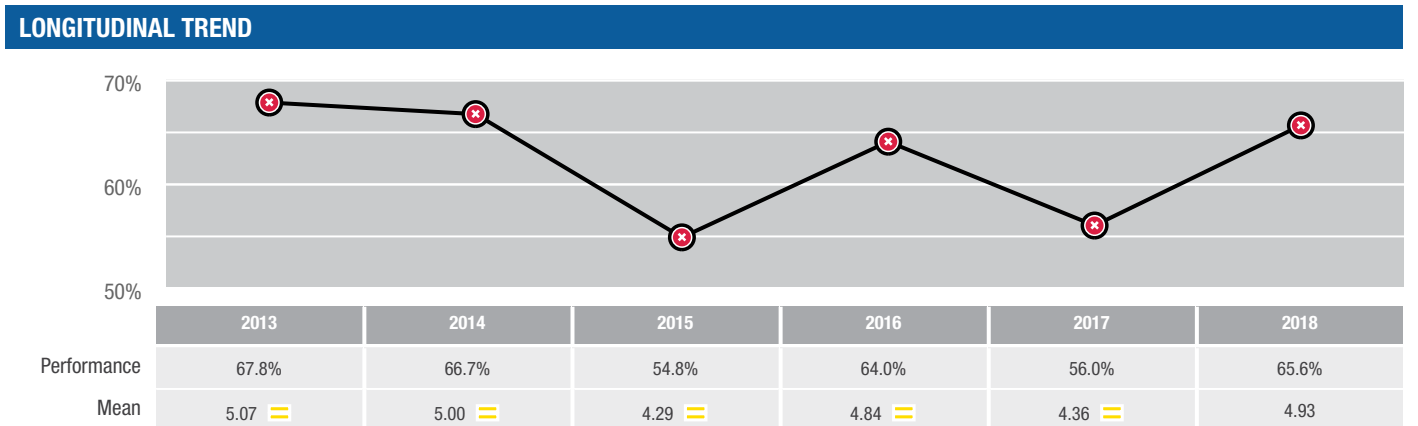 LONGITUDINAL TREND
70%
60%
50%
2013 2014 2015 2016 2017 2018
Performance 67.8% 66.7% 54.8% 64.0% 56.0% 65.6%
Mean 5.07 5.00 4.29 4.84 4.36 4.93